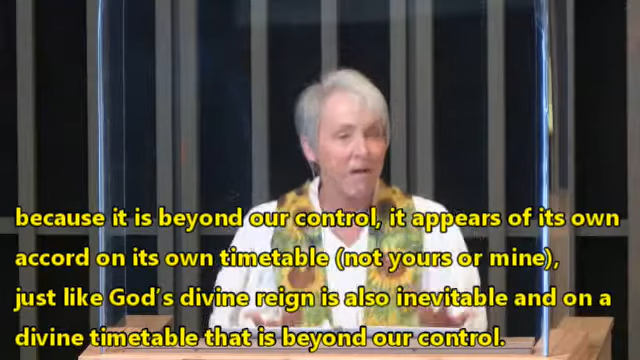 because it is beyond our control, it appears of its own
accord on its own timetable (not yours or mine),
just like God's divine reign is also inevitable and on a
divine timetable that is beyond our control.